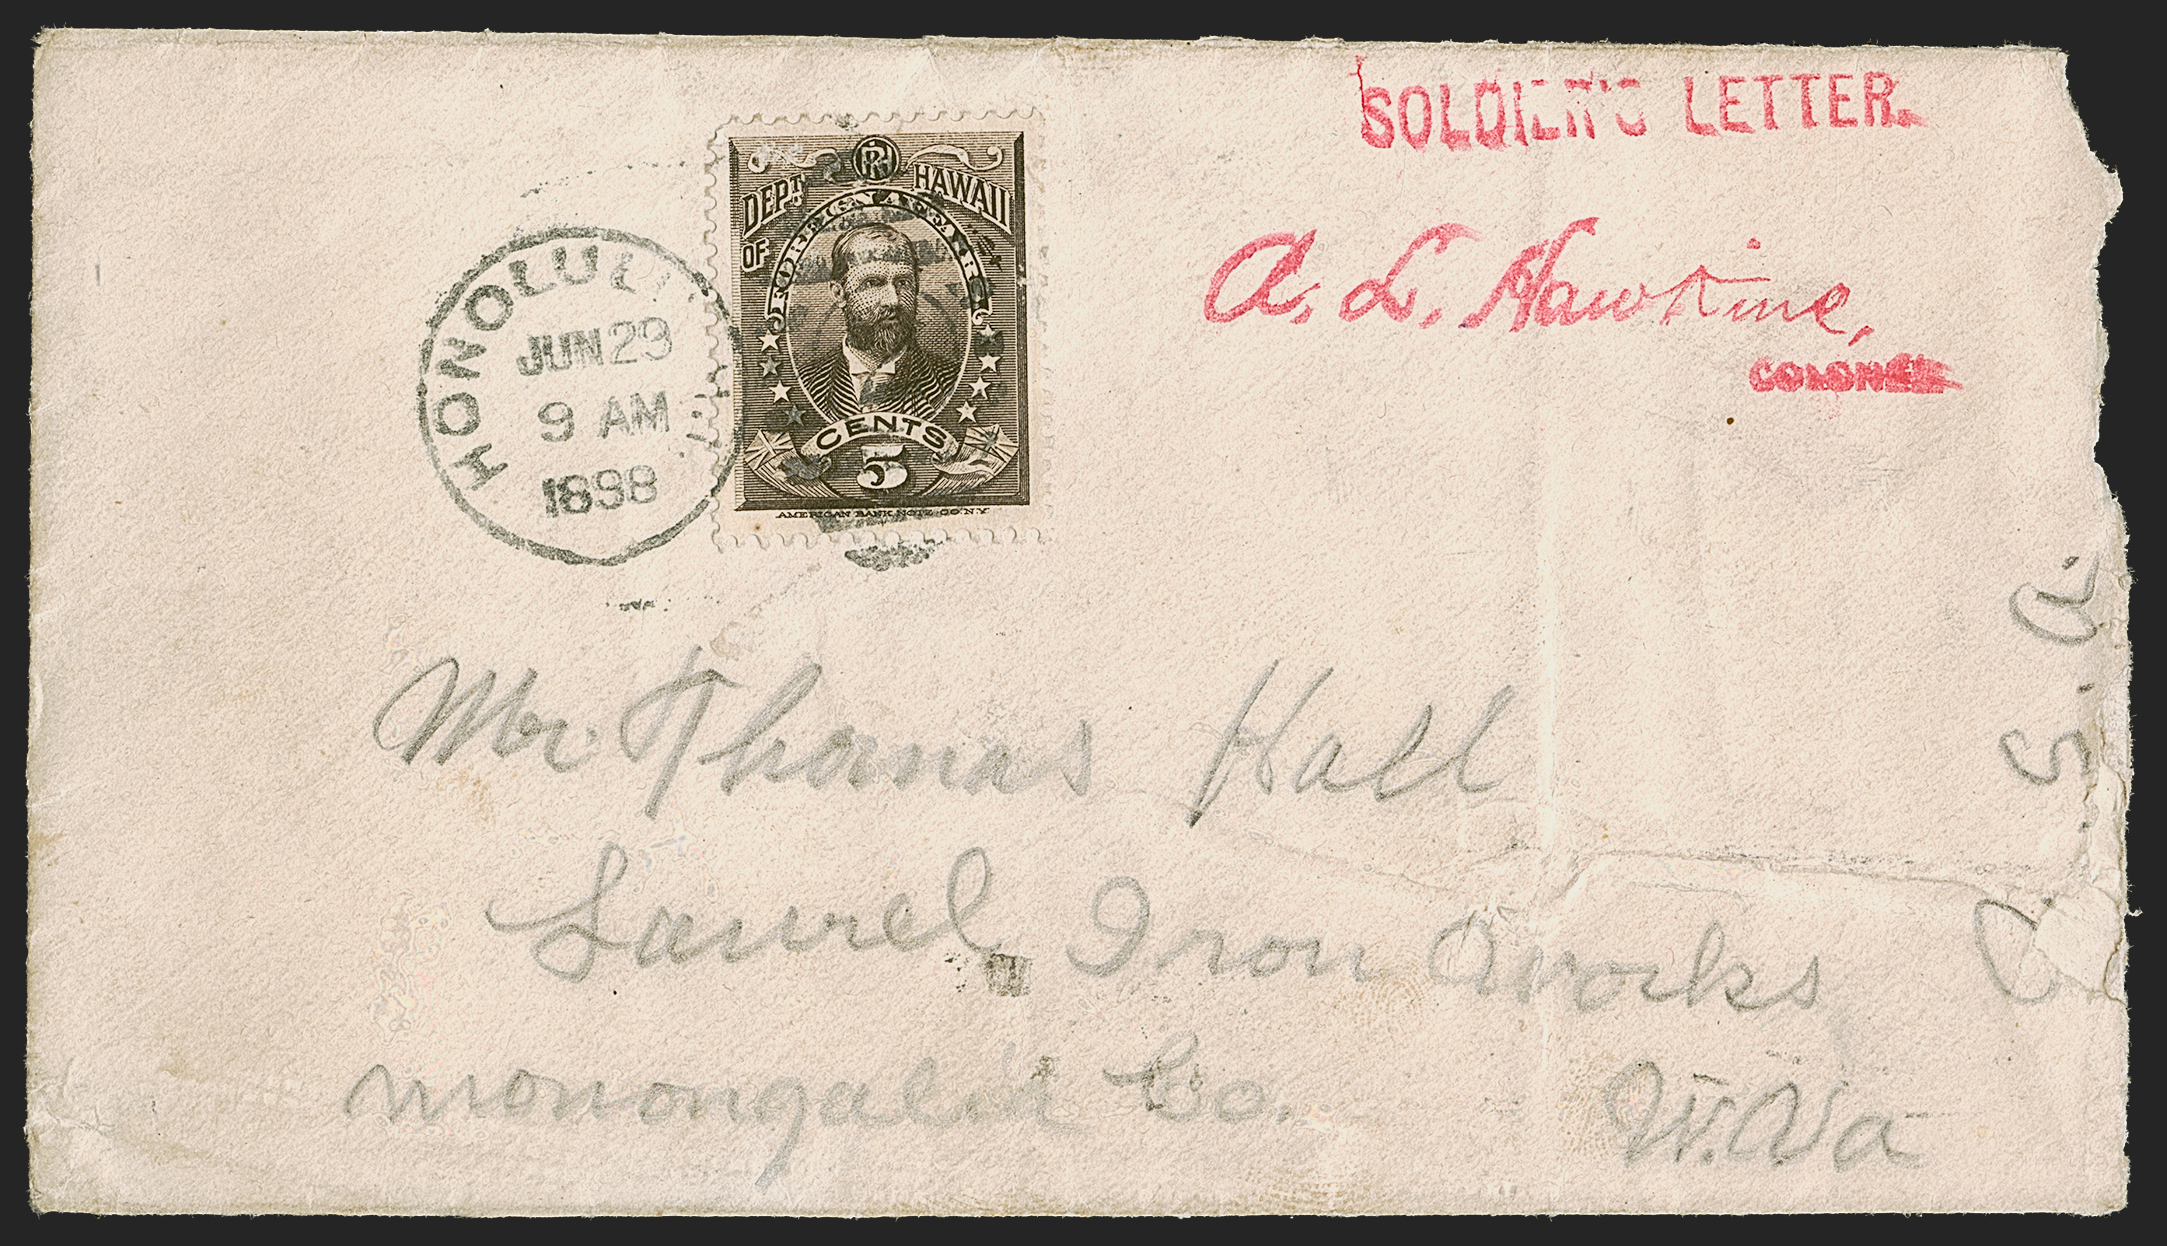 SOLDIER'S LETTER.
A. L. Hawkins,
COLONEL
HONOLULU H.I.
JUN 29
9 AM
1898
DEPT OF FOREIGN AFFAIRS HAWAII
CENTS
5
AMERICAN BANK NOTE CO. N.Y.
Mr. Thomas Hall
Laurel Iron Works
Monongalia Co. W.Va
U. S. A.